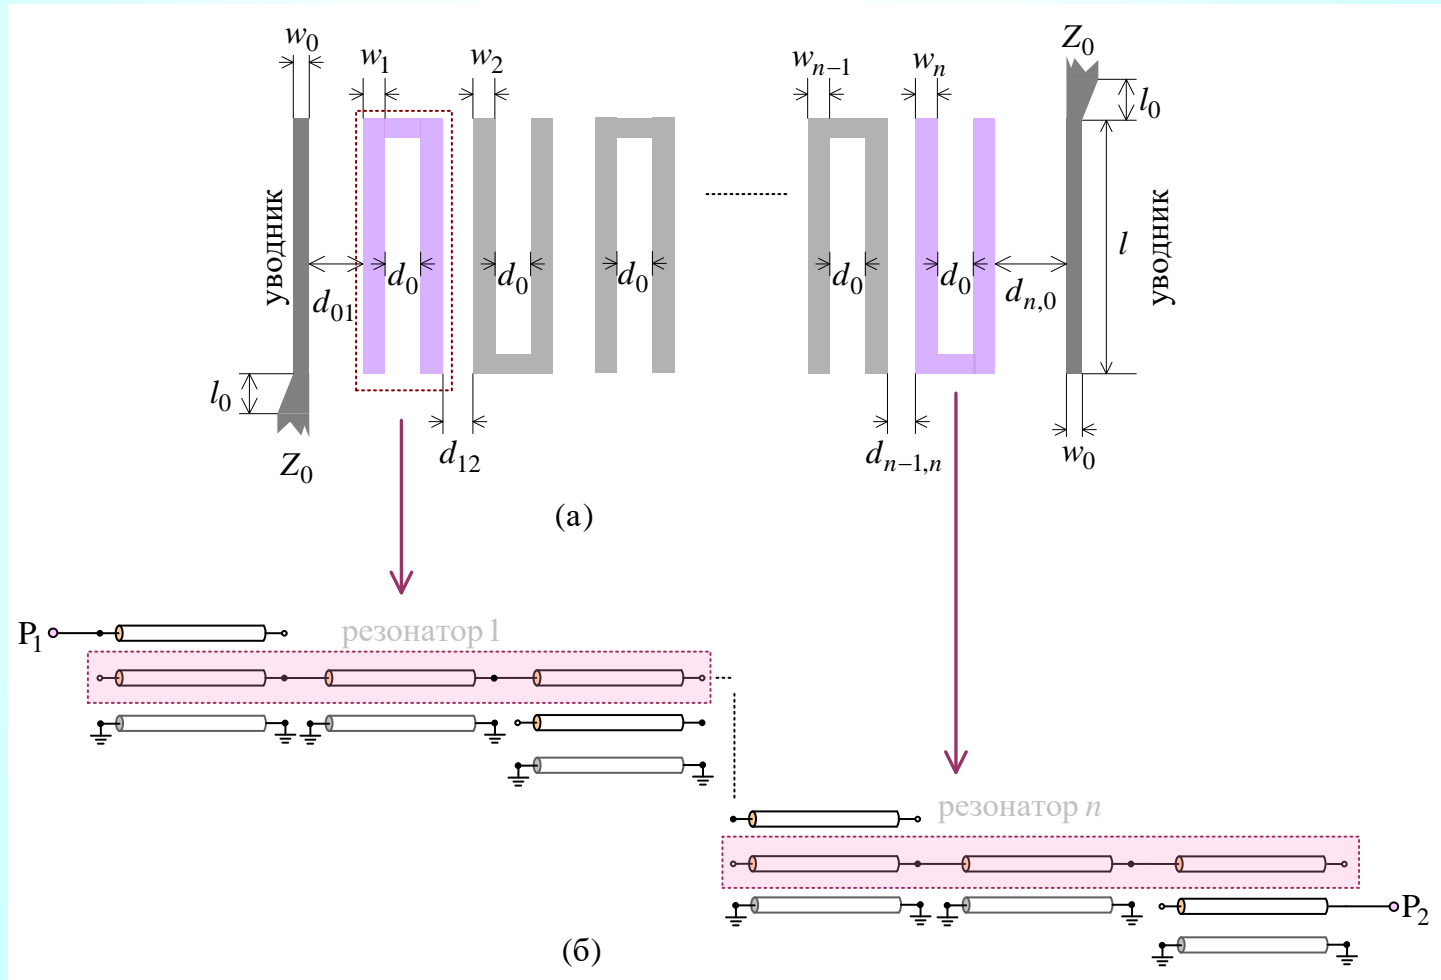 w₀
w₁
w₂
wₙ₋₁
wₙ
Z₀
l₀
уводник
d₀₁
d₀
d₀
d₀
d₀
d₀
dₙ,₀
l
уводник
l₀
Z₀
d₁₂
dₙ₋₁,ₙ
w₀
(а)
P₁
резонатор 1
резонатор n
P₂
(б)